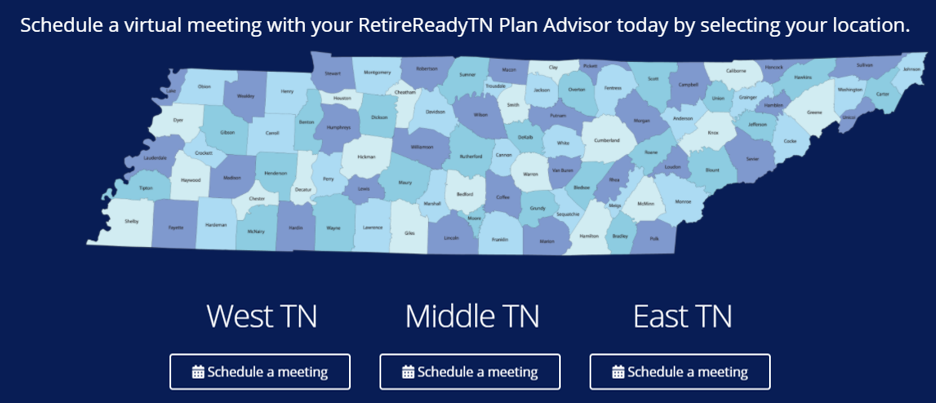 Schedule a virtual meeting with your RetireReadyTN Plan Advisor today by selecting your location.
Stewart Montgomery Robertson Sumner Macon Clay Pickett Scott Campbell Claiborne Hancock Hawkins Sullivan Johnson
Obion Weakley Henry Houston Cheatham Trousdale Jackson Overton Fentress Union Grainger Hamblen Washington Carter
Dyer Gibson Carroll Benton Humphreys Dickson Davidson Wilson Smith Putnam Morgan Anderson Knox Jefferson Greene Unicoi
Lauderdale Crockett Hickman Williamson Rutherford Cannon DeKalb White Cumberland Roane Loudon Blount Sevier Cocke
Tipton Haywood Madison Henderson Chester Decatur Perry Lewis Maury Marshall Bedford Coffee Warren Van Buren Bledsoe Rhea Meigs McMinn Monroe
Shelby Fayette Hardeman McNairy Hardin Wayne Lawrence Giles Lincoln Moore Franklin Grundy Sequatchie Marion Hamilton Bradley Polk
West TN
Middle TN
East TN
Schedule a meeting
Schedule a meeting
Schedule a meeting